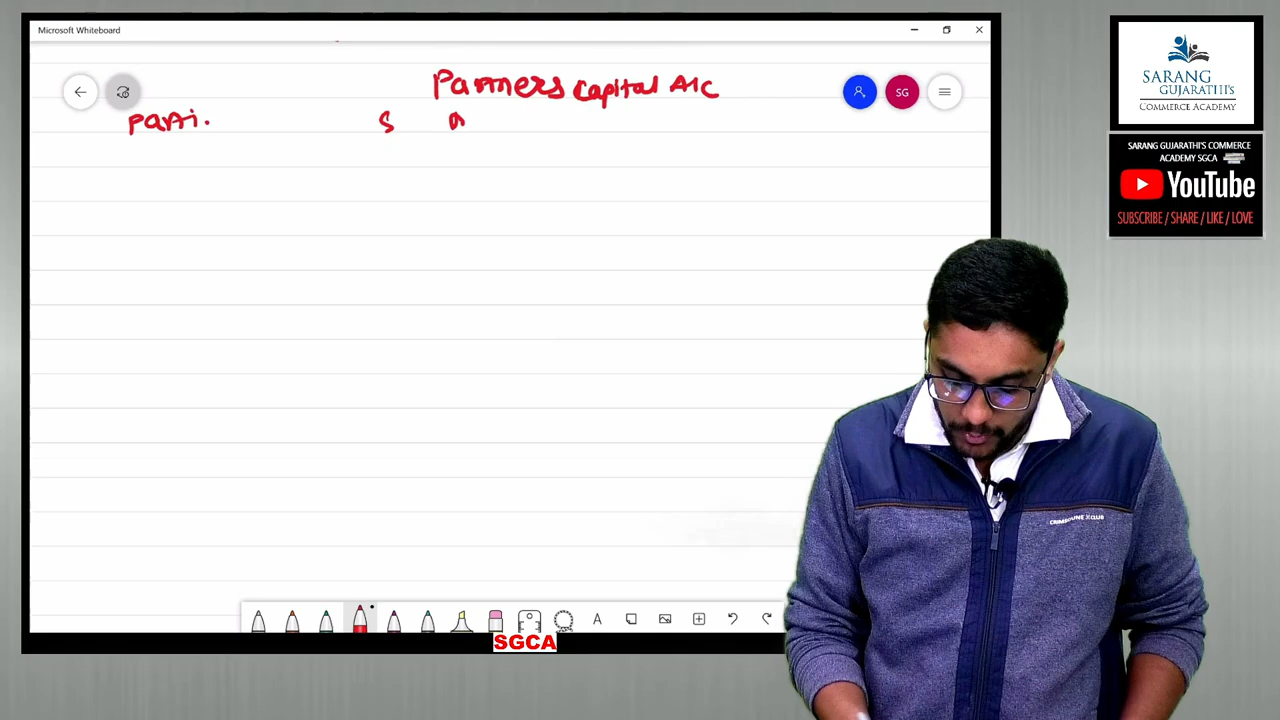 Microsoft Whiteboard
Partners Capital A/C
Parti. S
SG
A
SGCA
SARANG
GUJARATHI'S
COMMERCE ACADEMY
SARANG GUJARATHI'S COMMERCE
ACADEMY SGCA
YouTube
SUBSCRIBE / SHARE / LIKE / LOVE